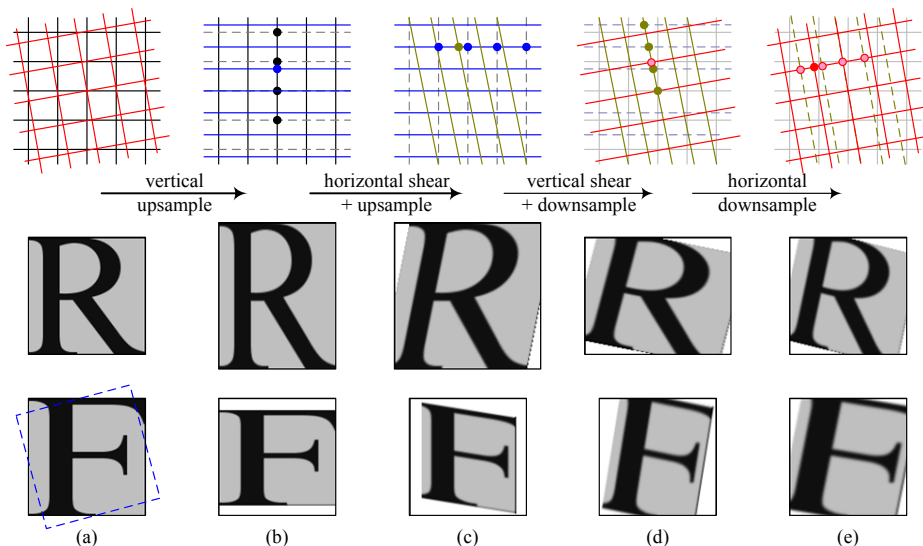 vertical
upsample
horizontal shear
+ upsample
vertical shear
+ downsample
horizontal
downsample
R R R R R
F F F F F
(a) (b) (c) (d) (e)